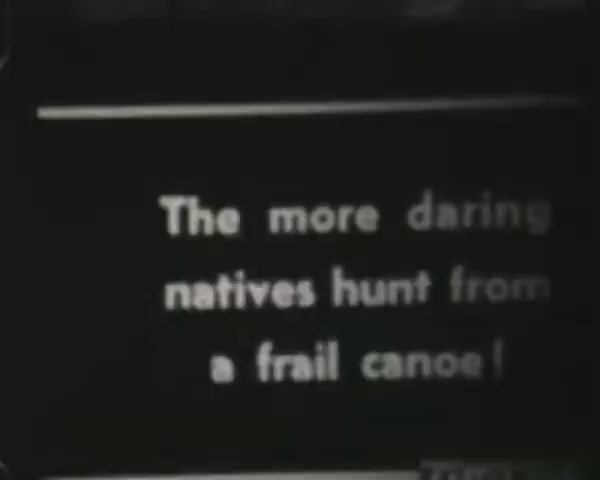 The more daring
natives hunt from
a frail canoe!